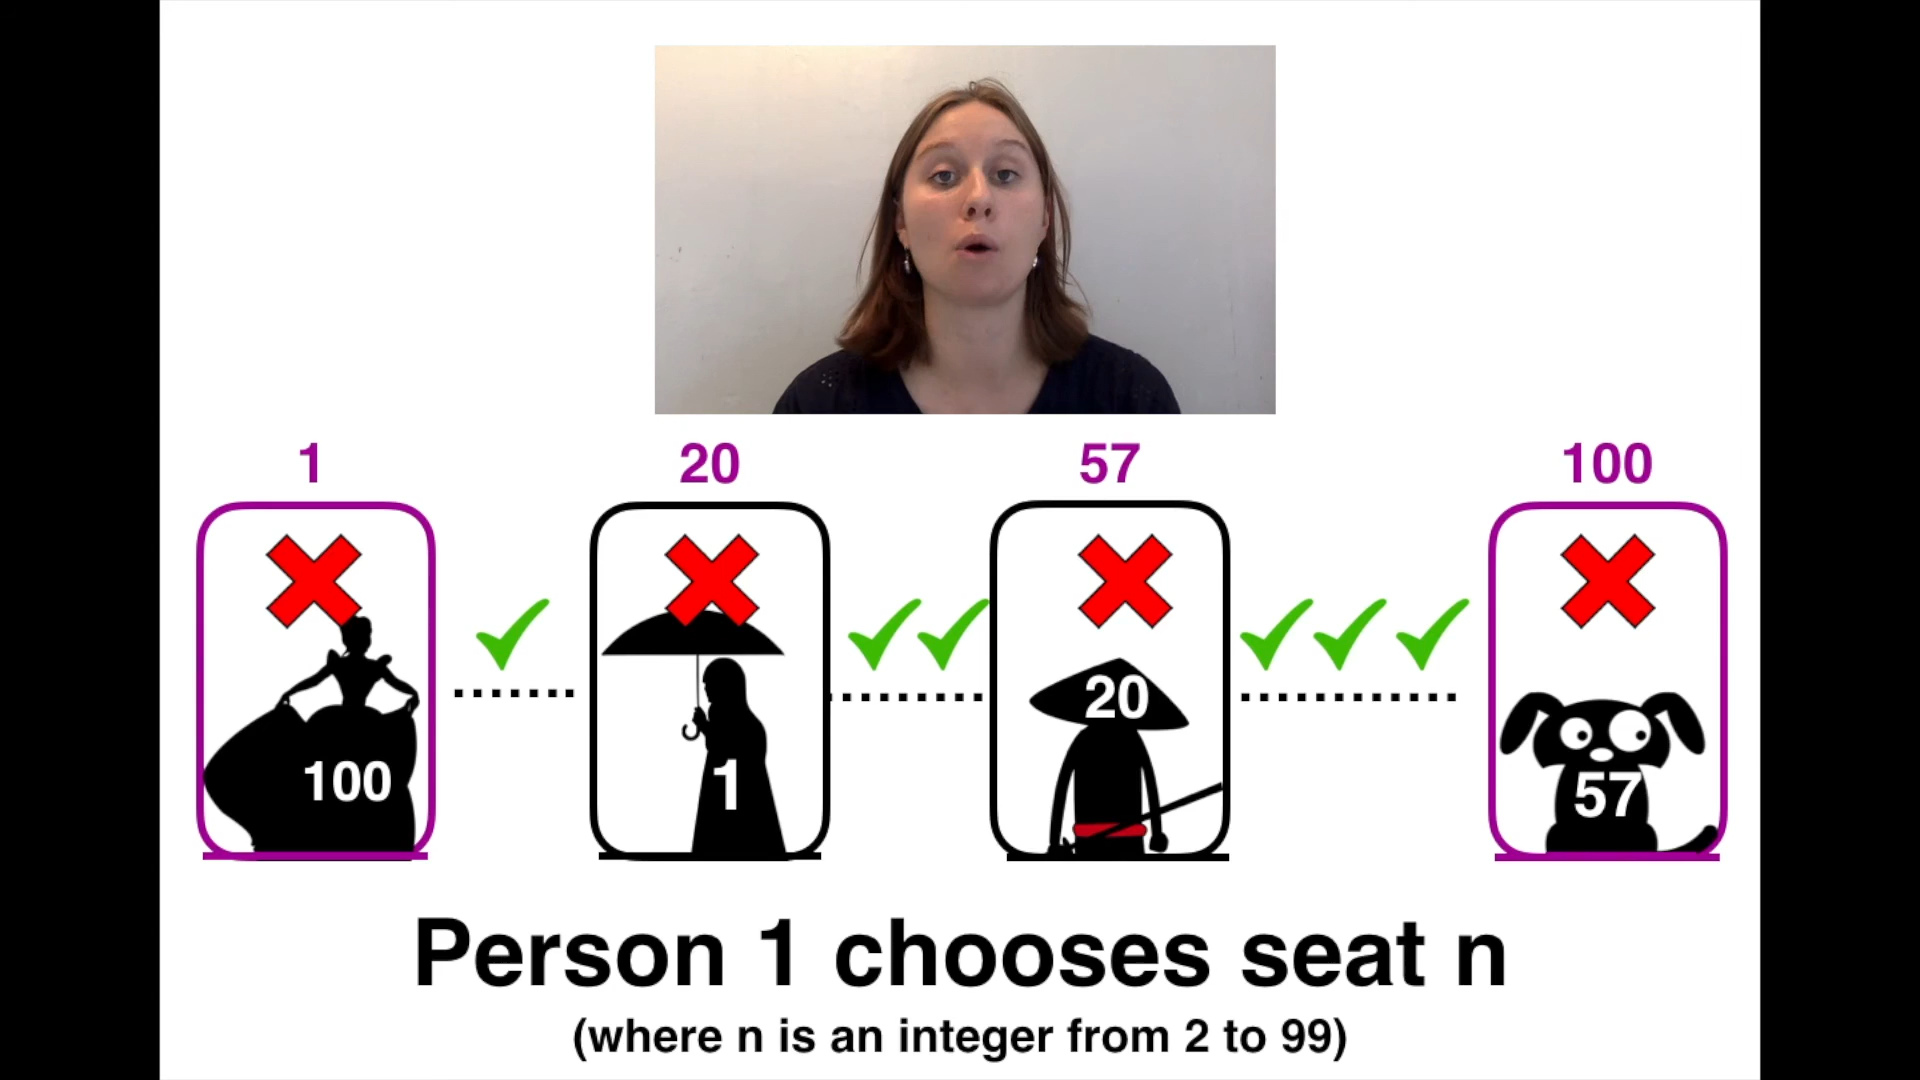 1 20 57 100
100 1 20 57
Person 1 chooses seat n
(where n is an integer from 2 to 99)